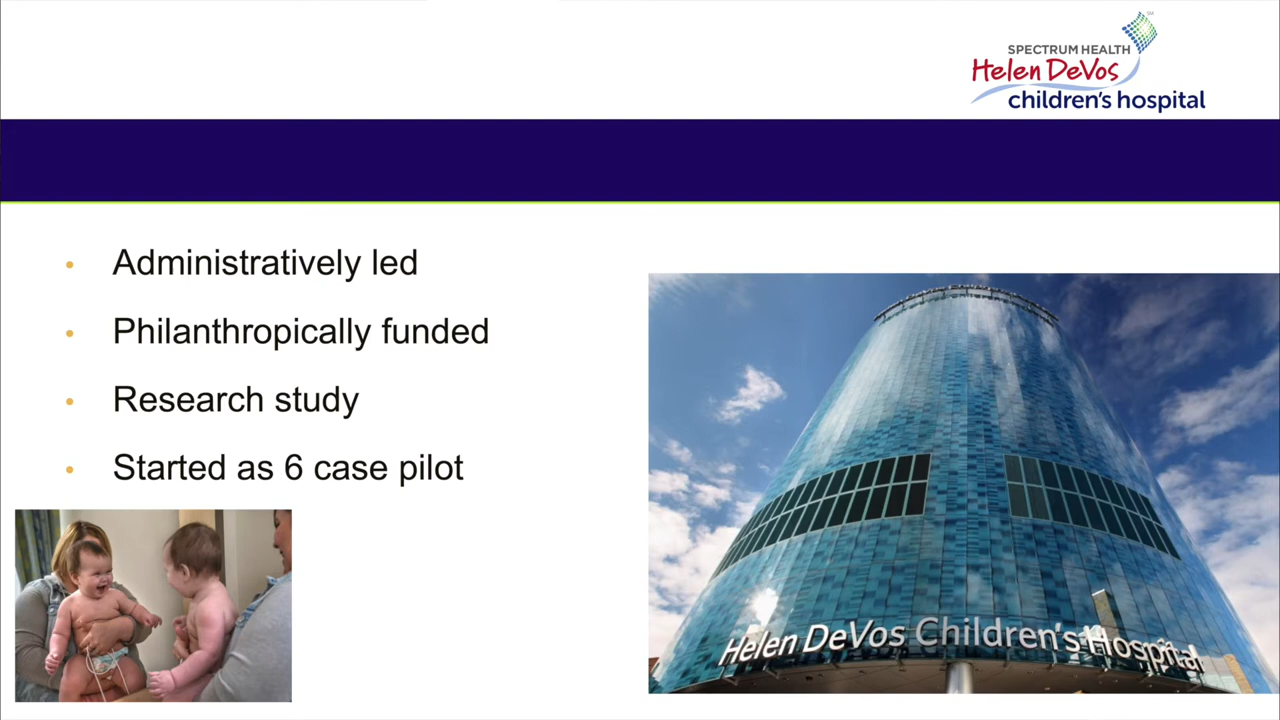 SPECTRUM HEALTH
SM
Helen DeVos
children's hospital
• Administratively led
• Philanthropically funded
• Research study
• Started as 6 case pilot
Helen DeVos Children's Hospital